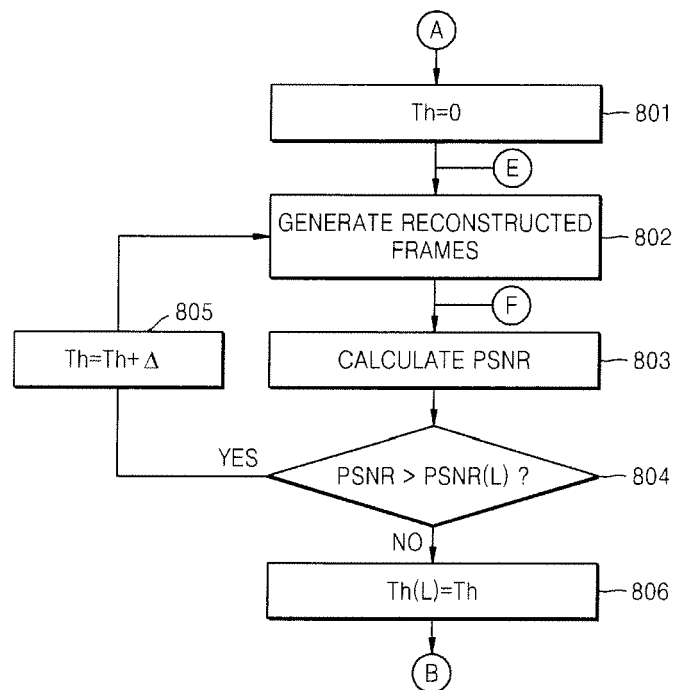 A
Th=0
801
E
GENERATE RECONSTRUCTED
FRAMES
802
F
805
Th=Th+ Δ
CALCULATE PSNR
803
YES
PSNR > PSNR(L) ?
804
NO
Th(L)=Th
806
B